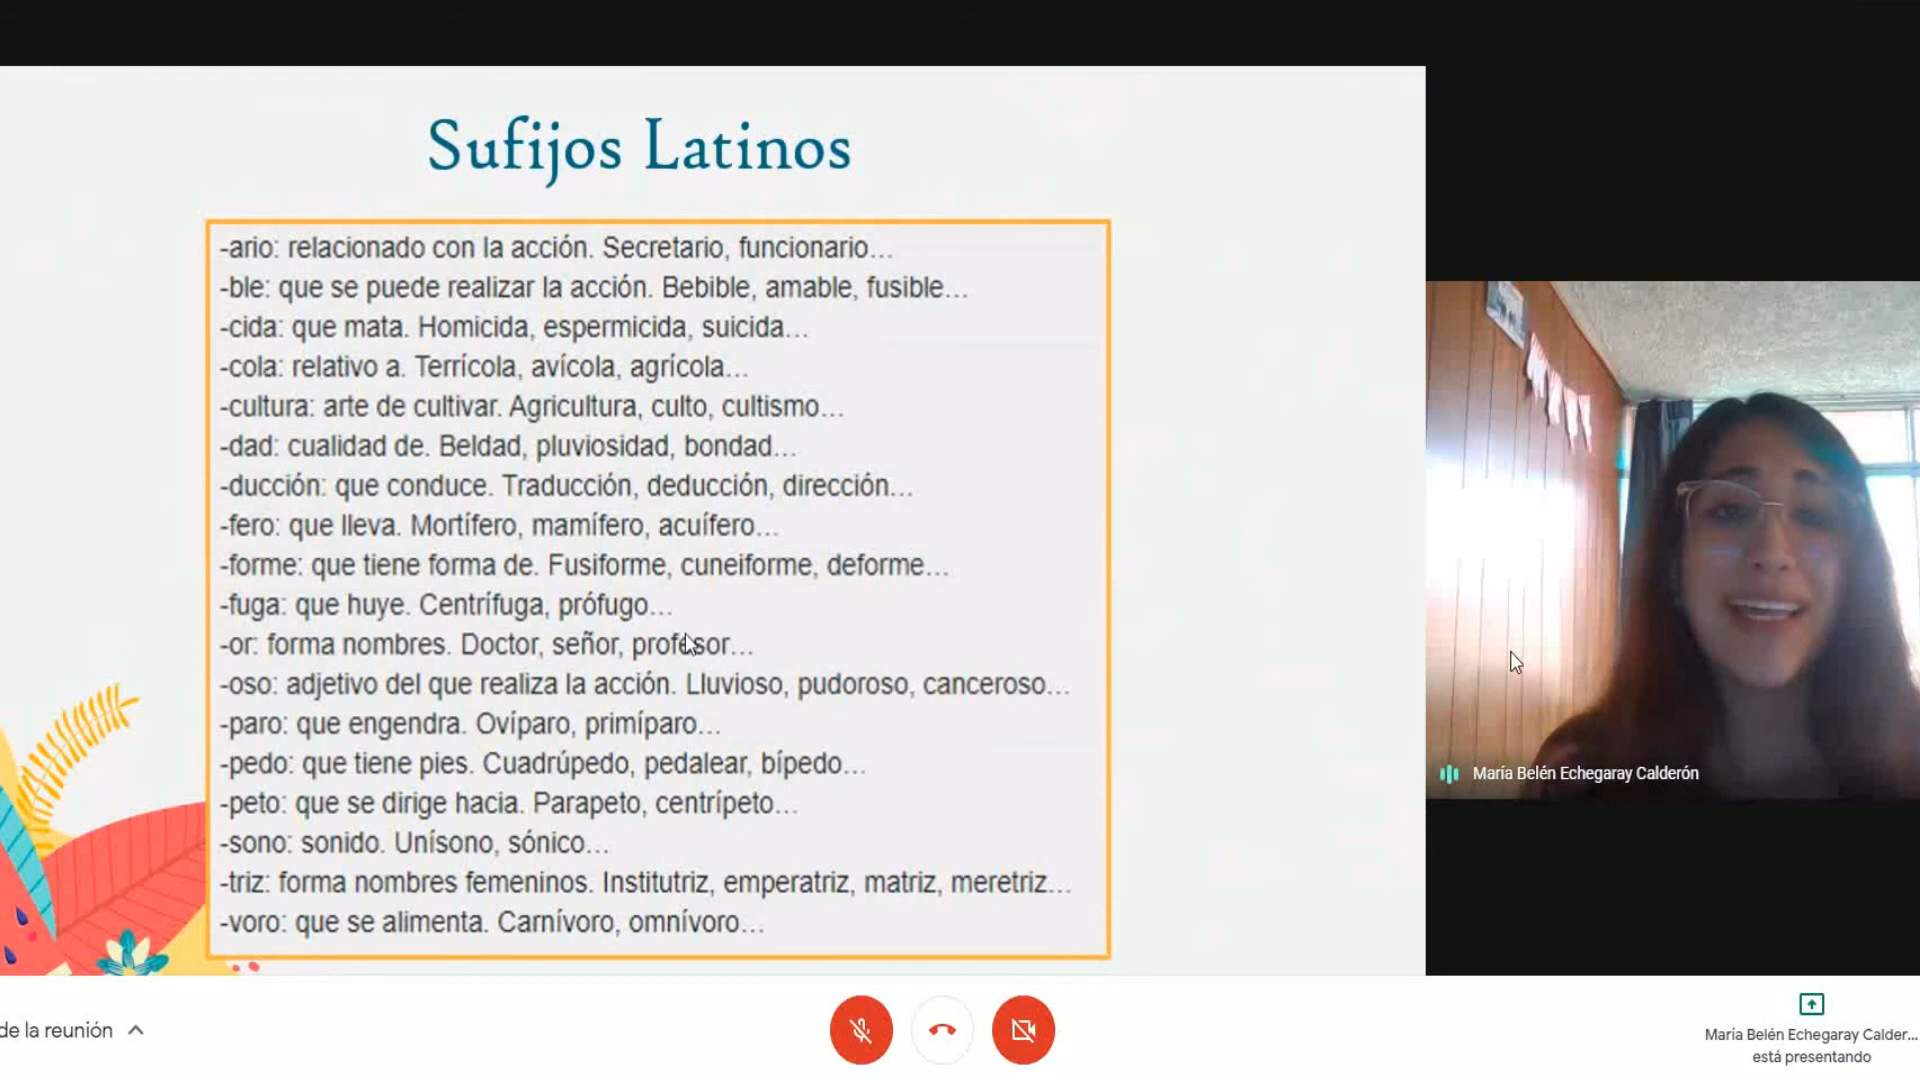 Sufijos Latinos
-ario: relacionado con la acción. Secretario, funcionario...
-ble: que se puede realizar la acción. Bebible, amable, fusible...
-cida: que mata. Homicida, espermicida, suicida...
-cola: relativo a. Terrícola, avícola, agrícola...
-cultura: arte de cultivar. Agricultura, culto, cultismo...
-dad: cualidad de. Beldad, pluviosidad, bondad...
-ducción: que conduce. Traducción, deducción, dirección...
-fero: que lleva. Mortífero, mamífero, acuífero...
-forme: que tiene forma de. Fusiforme, cuneiforme, deforme...
-fuga: que huye. Centrífuga, prófugo...
-or: forma nombres. Doctor, señor, profesor...
-oso: adjetivo del que realiza la acción. Lluvioso, pudoroso, canceroso...
-paro: que engendra. Ovíparo, primíparo...
-pedo: que tiene pies. Cuadrúpedo, pedalear, bípedo...
-peto: que se dirige hacia. Parapeto, centrípeto...
-sono: sonido. Unísono, sónico...
-triz: forma nombres femeninos. Institutriz, emperatriz, matriz, meretriz...
-voro: que se alimenta. Carnívoro, omnívoro...
María Belén Echegaray Calderón
de la reunión
María Belén Echegaray Calder...
está presentando